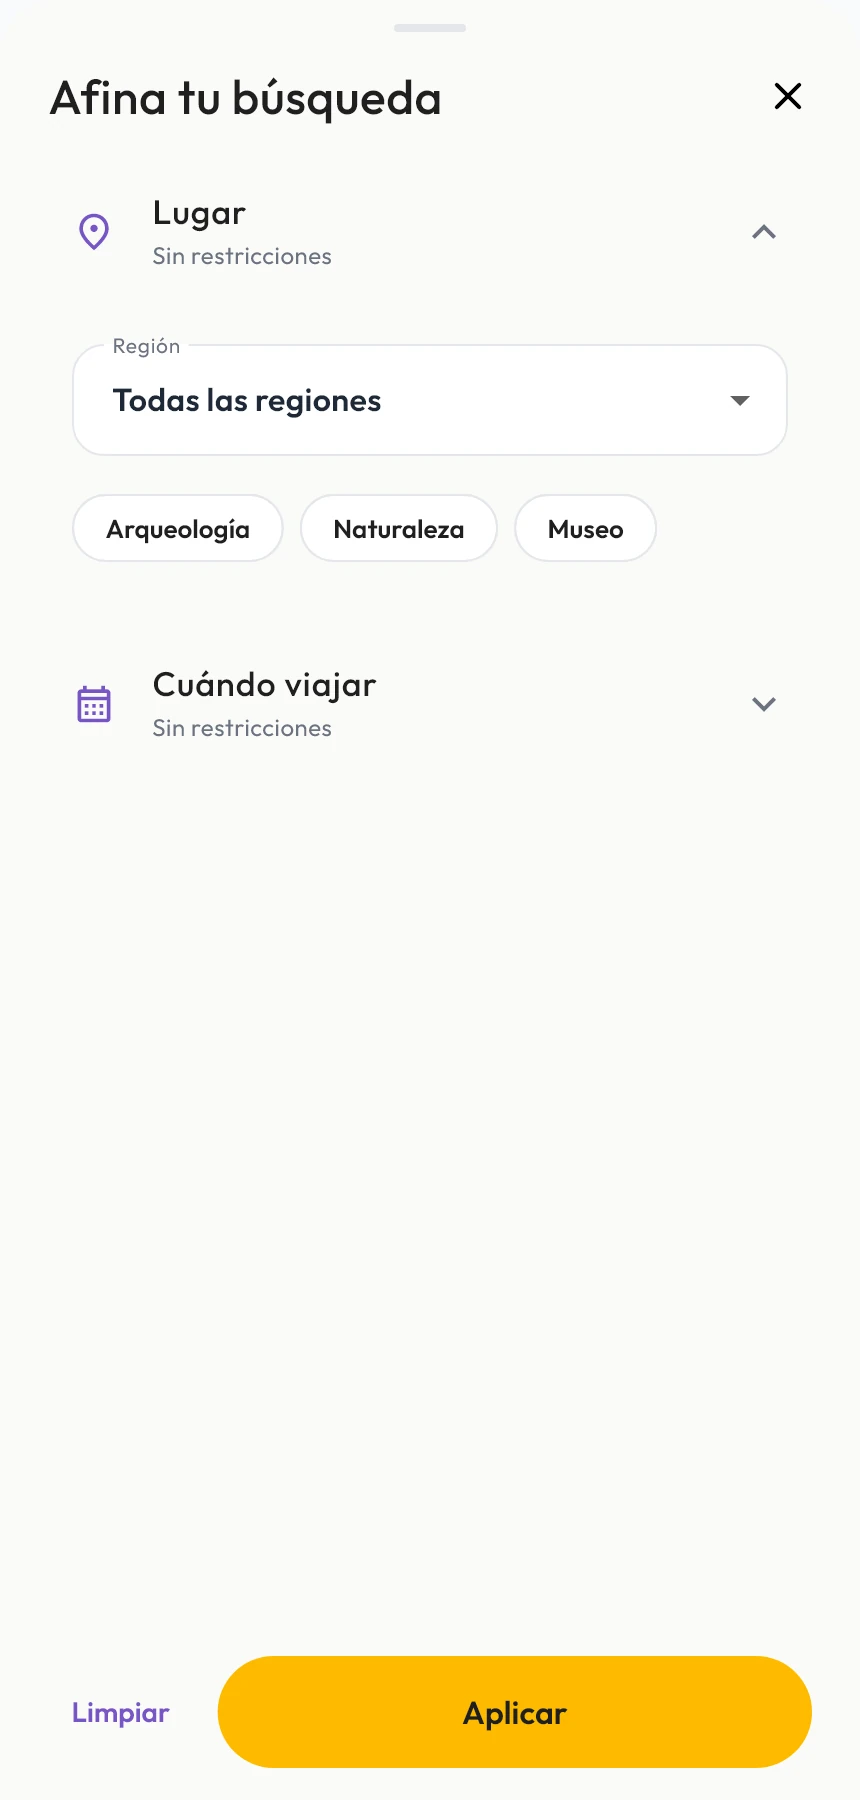 Afina tu búsqueda
Lugar
Sin restricciones
Región
Todas las regiones
Arqueología
Naturaleza
Museo
Cuándo viajar
Sin restricciones
Limpiar
Aplicar